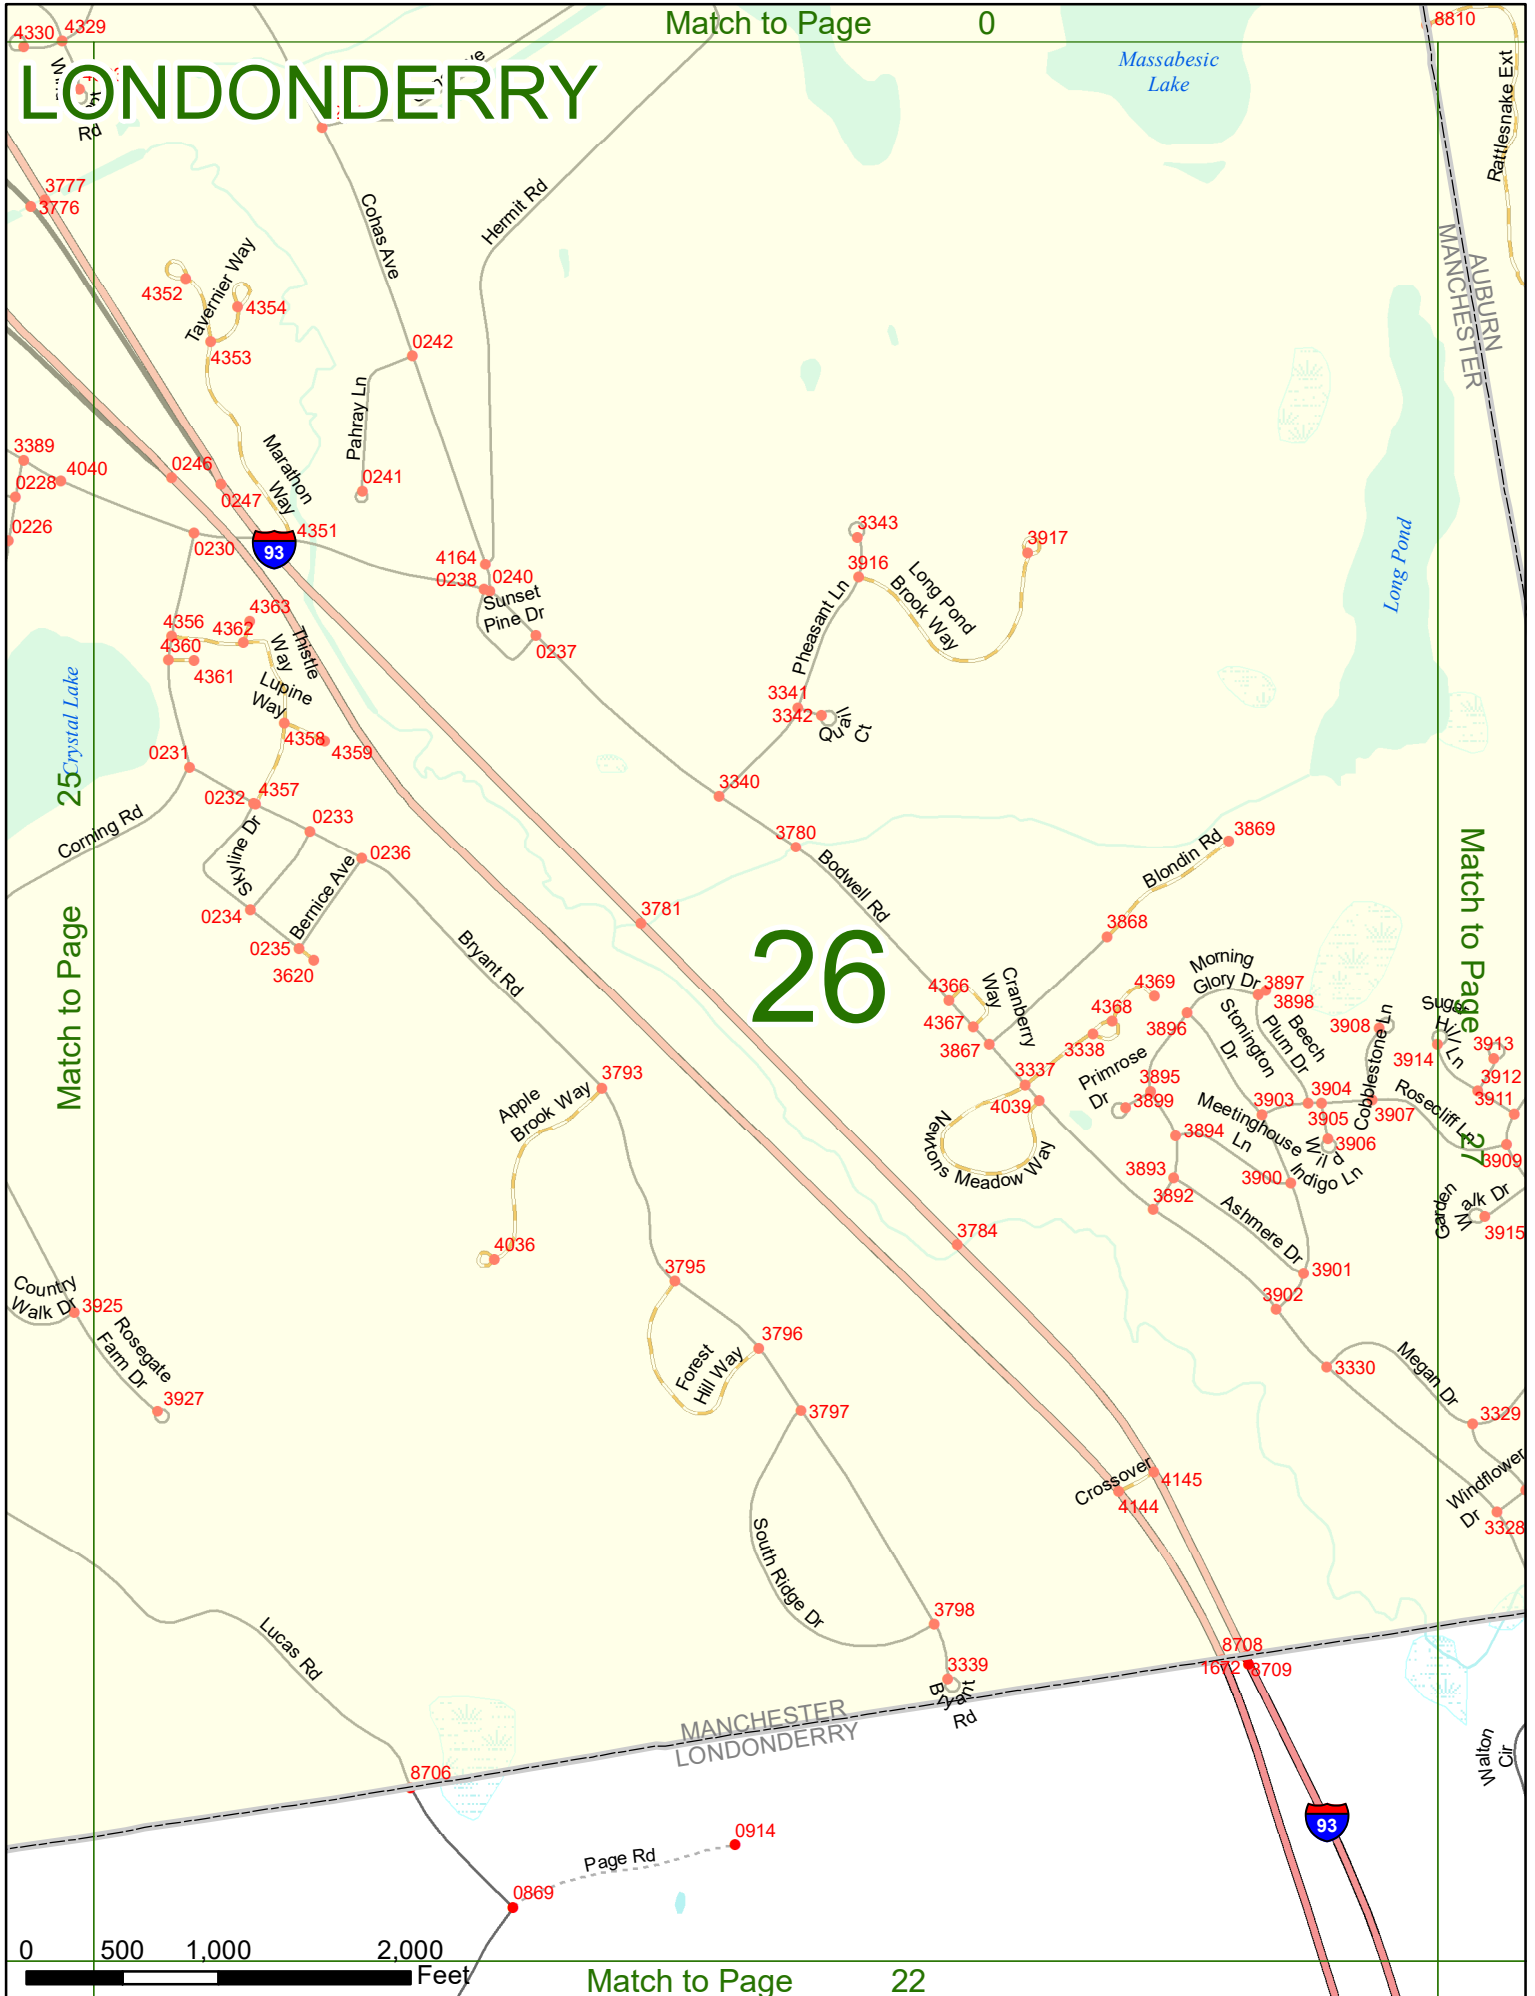 Match to Page 0
LONDONDERRY
4330
4329
8810
Massabesic
Lake
Rattlesnake Ext
Rd
3777
3776
Cohas Ave
Hermit Rd
AUBURN
MANCHESTER
Tavernier Way
4352
4354
4353
0242
Pahray Ln
0241
Marathon
Way
3389
4040
0228
0226
0246
0247
0230
93
4351
4164
0238
0240
Sunset
Pine Dr
0237
3343
3916
3917
Long Pond
Brook Way
Pheasant Ln
Long Pond
4363
4356
4362
4360
4361
Thistle
Way
Lupine
Way
4358
4359
3341
3342
Quail
Ct
Crystal Lake
0231
25
Match to Page
Corning Rd
0232
4357
0233
0236
Skyline Dr
Bernice Ave
0234
0235
3620
3340
3780
Bodwell Rd
3781
26
Blondin Rd
3869
3868
Bryant Rd
Match to Page
27
4366
4367
3867
Cranberry
Way
4369
4368
3338
3337
4039
Morning
Glory Dr
3897
3898
3896
Stonington
Dr
Beech
Plum Dr
3908
Cobblestone Ln
Sugar
Hill Ln
3914
3913
3912
3911
Primrose
Dr
3895
3899
3903
3904
3905
3906
3907
Rosecliff Ln
3909
Meetinghouse
Ln
Wild
Indigo Ln
3894
3893
3892
3900
Ashmere Dr
3901
3902
Garden
Walk Dr
3915
Newtons Meadow Way
3793
Apple
Brook Way
4036
3784
3795
3796
Forest
Hill Way
3797
Country
Walk Dr
3925
Rosegate
Farm Dr
3927
3330
Megan Dr
3329
Windflower
Dr
3328
Crossover
4145
4144
South Ridge Dr
3798
3339
Bryant
Rd
8708
1672
8709
Lucas Rd
MANCHESTER
LONDONDERRY
8706
Walton
Cir
93
0914
Page Rd
0869
0 500 1,000 2,000
Feet
Match to Page 22